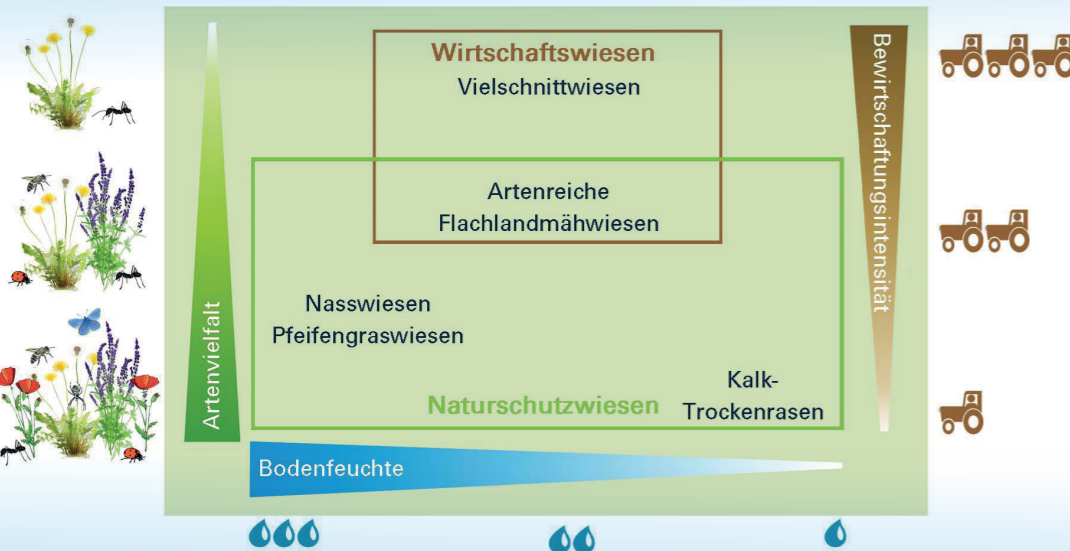 Wirtschaftswiesen
Vielschnittwiesen
Artenreiche
Flachlandmähwiesen
Nasswiesen
Pfeifengraswiesen
Kalk-
Trockenrasen
Naturschutzwiesen
Artenvielfalt
Bewirtschaftungsintensität
Bodenfeuchte